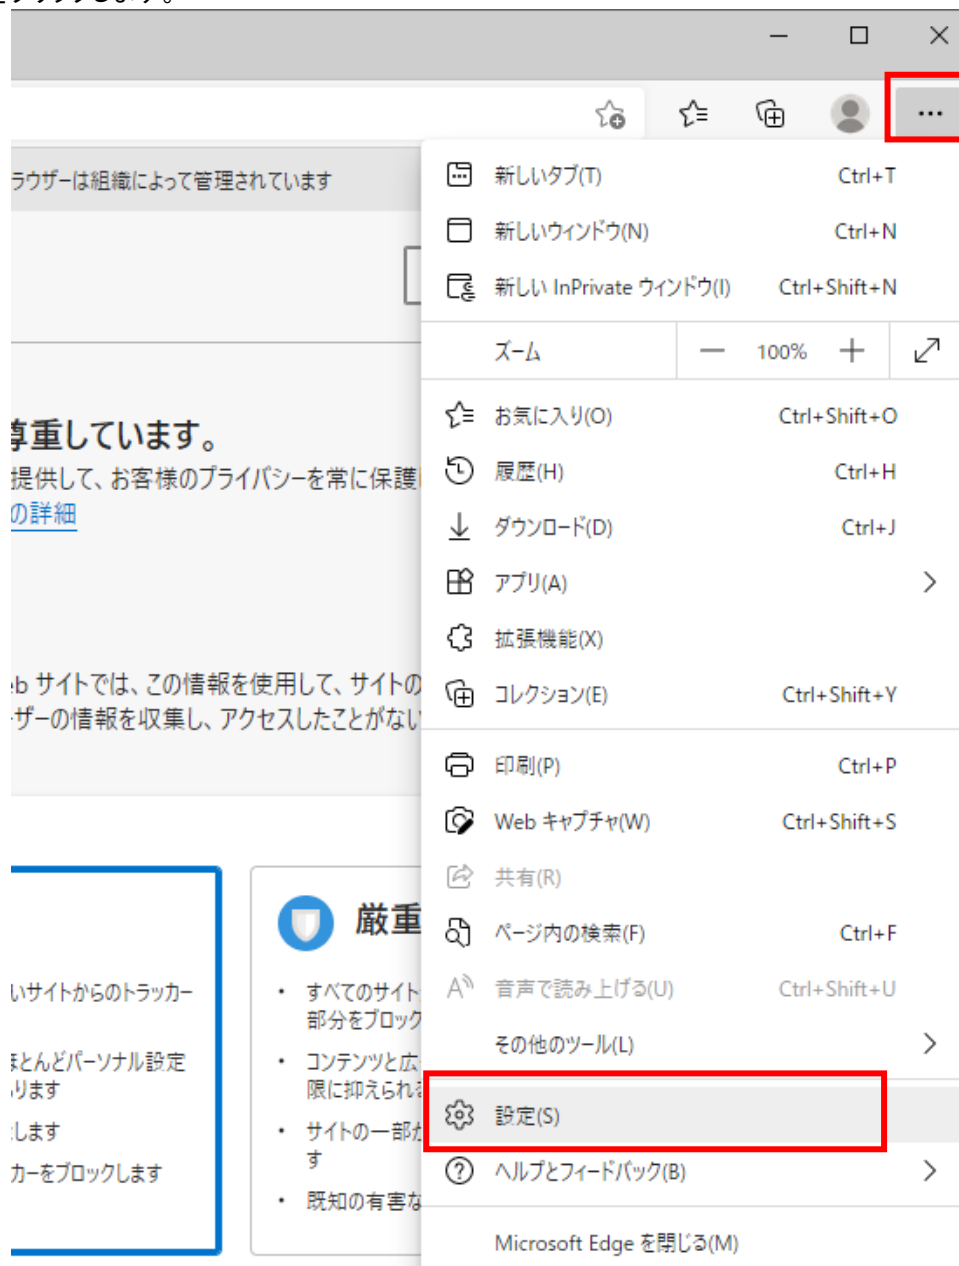 クリックします。
ラウザーは組織によって管理されています
新しいタブ(T) Ctrl+T
新しいウィンドウ(N) Ctrl+N
新しい InPrivate ウィンドウ(I) Ctrl+Shift+N
ズーム 100%
お気に入り(O) Ctrl+Shift+O
履歴(H) Ctrl+H
ダウンロード(D) Ctrl+J
アプリ(A)
拡張機能(X)
コレクション(E) Ctrl+Shift+Y
印刷(P) Ctrl+P
Web キャプチャ(W) Ctrl+Shift+S
共有(R)
ページ内の検索(F) Ctrl+F
音声で読み上げる(U) Ctrl+Shift+U
その他のツール(L)
設定(S)
ヘルプとフィードバック(B)
Microsoft Edge を閉じる(M)
尊重しています。
提供して、お客様のプライバシーを常に保護
の詳細
eb サイトでは、この情報を使用して、サイトの
ーザーの情報を収集し、アクセスしたことがない
いサイトからのトラッカー
ほとんどパーソナル設定
ります
します
カーをブロックします
厳重
• すべてのサイト
部分をブロック
• コンテンツと広
限に抑えられ
• サイトの一部が
す
• 既知の有害な